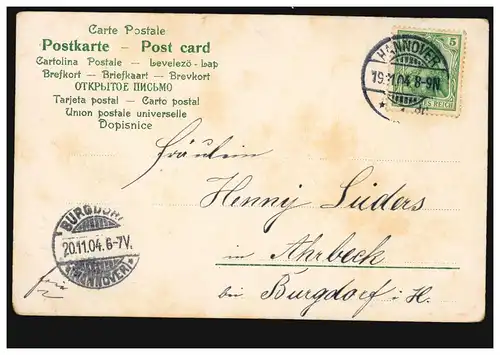 Carte Postale
Postkarte - Post card
Cartolina Postale - Levelező-Lap
Brefkort - Briefkaart - Brevkort
ОТКРЫТОЕ ПИСЬМО
Tarjeta postal - Carto postal
Union postale universelle
Dopisnice
5
HANNOVER
19.11.04.8-9N
REICH
Fräulein
Henny Lüders
in Ahrbeck
bei Burgdorf i. H.
BURGDORF
20.11.04.6-7V.
(HANNOVER)